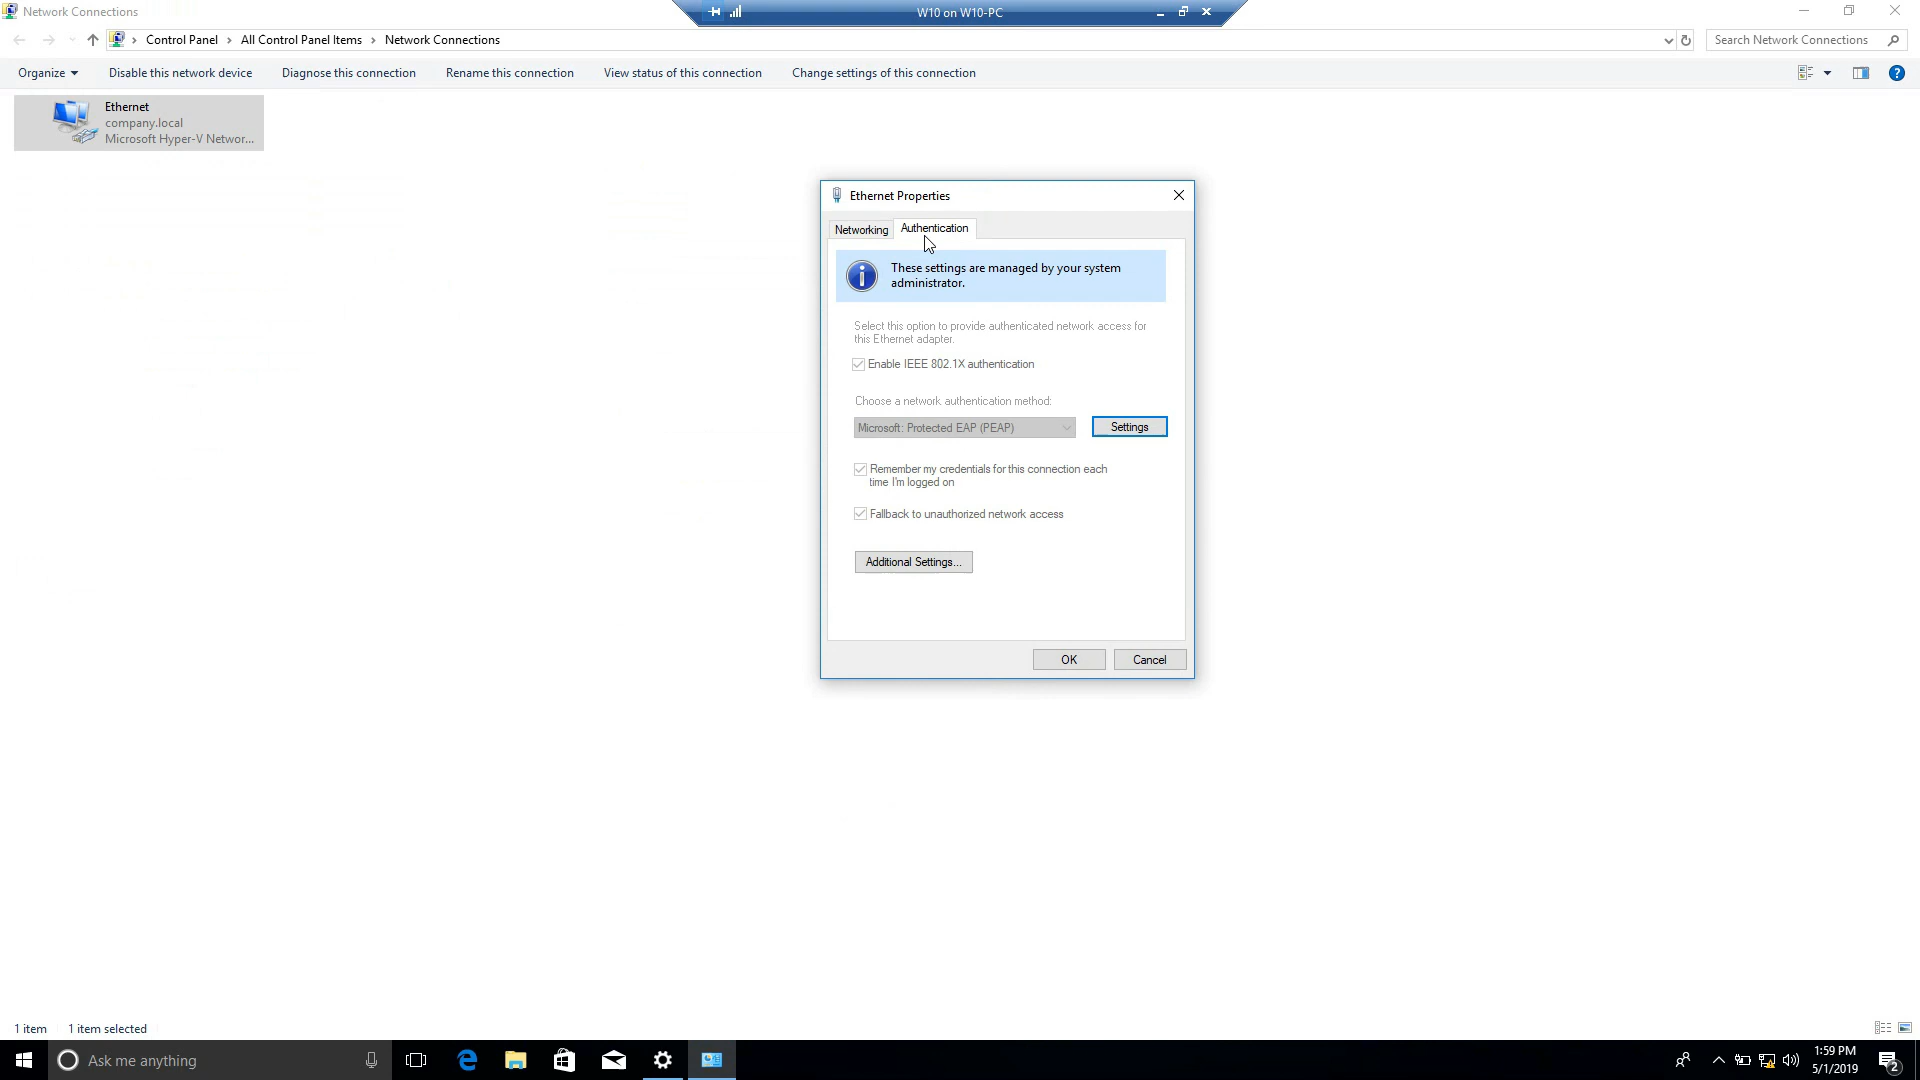 Network Connections
W10 on W10-PC
Control Panel
All Control Panel Items
Network Connections
Search Network Connections
Organize
Disable this network device
Diagnose this connection
Rename this connection
View status of this connection
Change settings of this connection
Ethernet
company.local
Microsoft Hyper-V Networ...
Ethernet Properties
Networking
Authentication
These settings are managed by your system
administrator.
Select this option to provide authenticated network access for
this Ethernet adapter.
Enable IEEE 802.1X authentication
Choose a network authentication method:
Microsoft: Protected EAP (PEAP)
Settings
Remember my credentials for this connection each
time I'm logged on
Fallback to unauthorized network access
Additional Settings...
OK
Cancel
1 item
1 item selected
Ask me anything
1:59 PM
5/1/2019
2